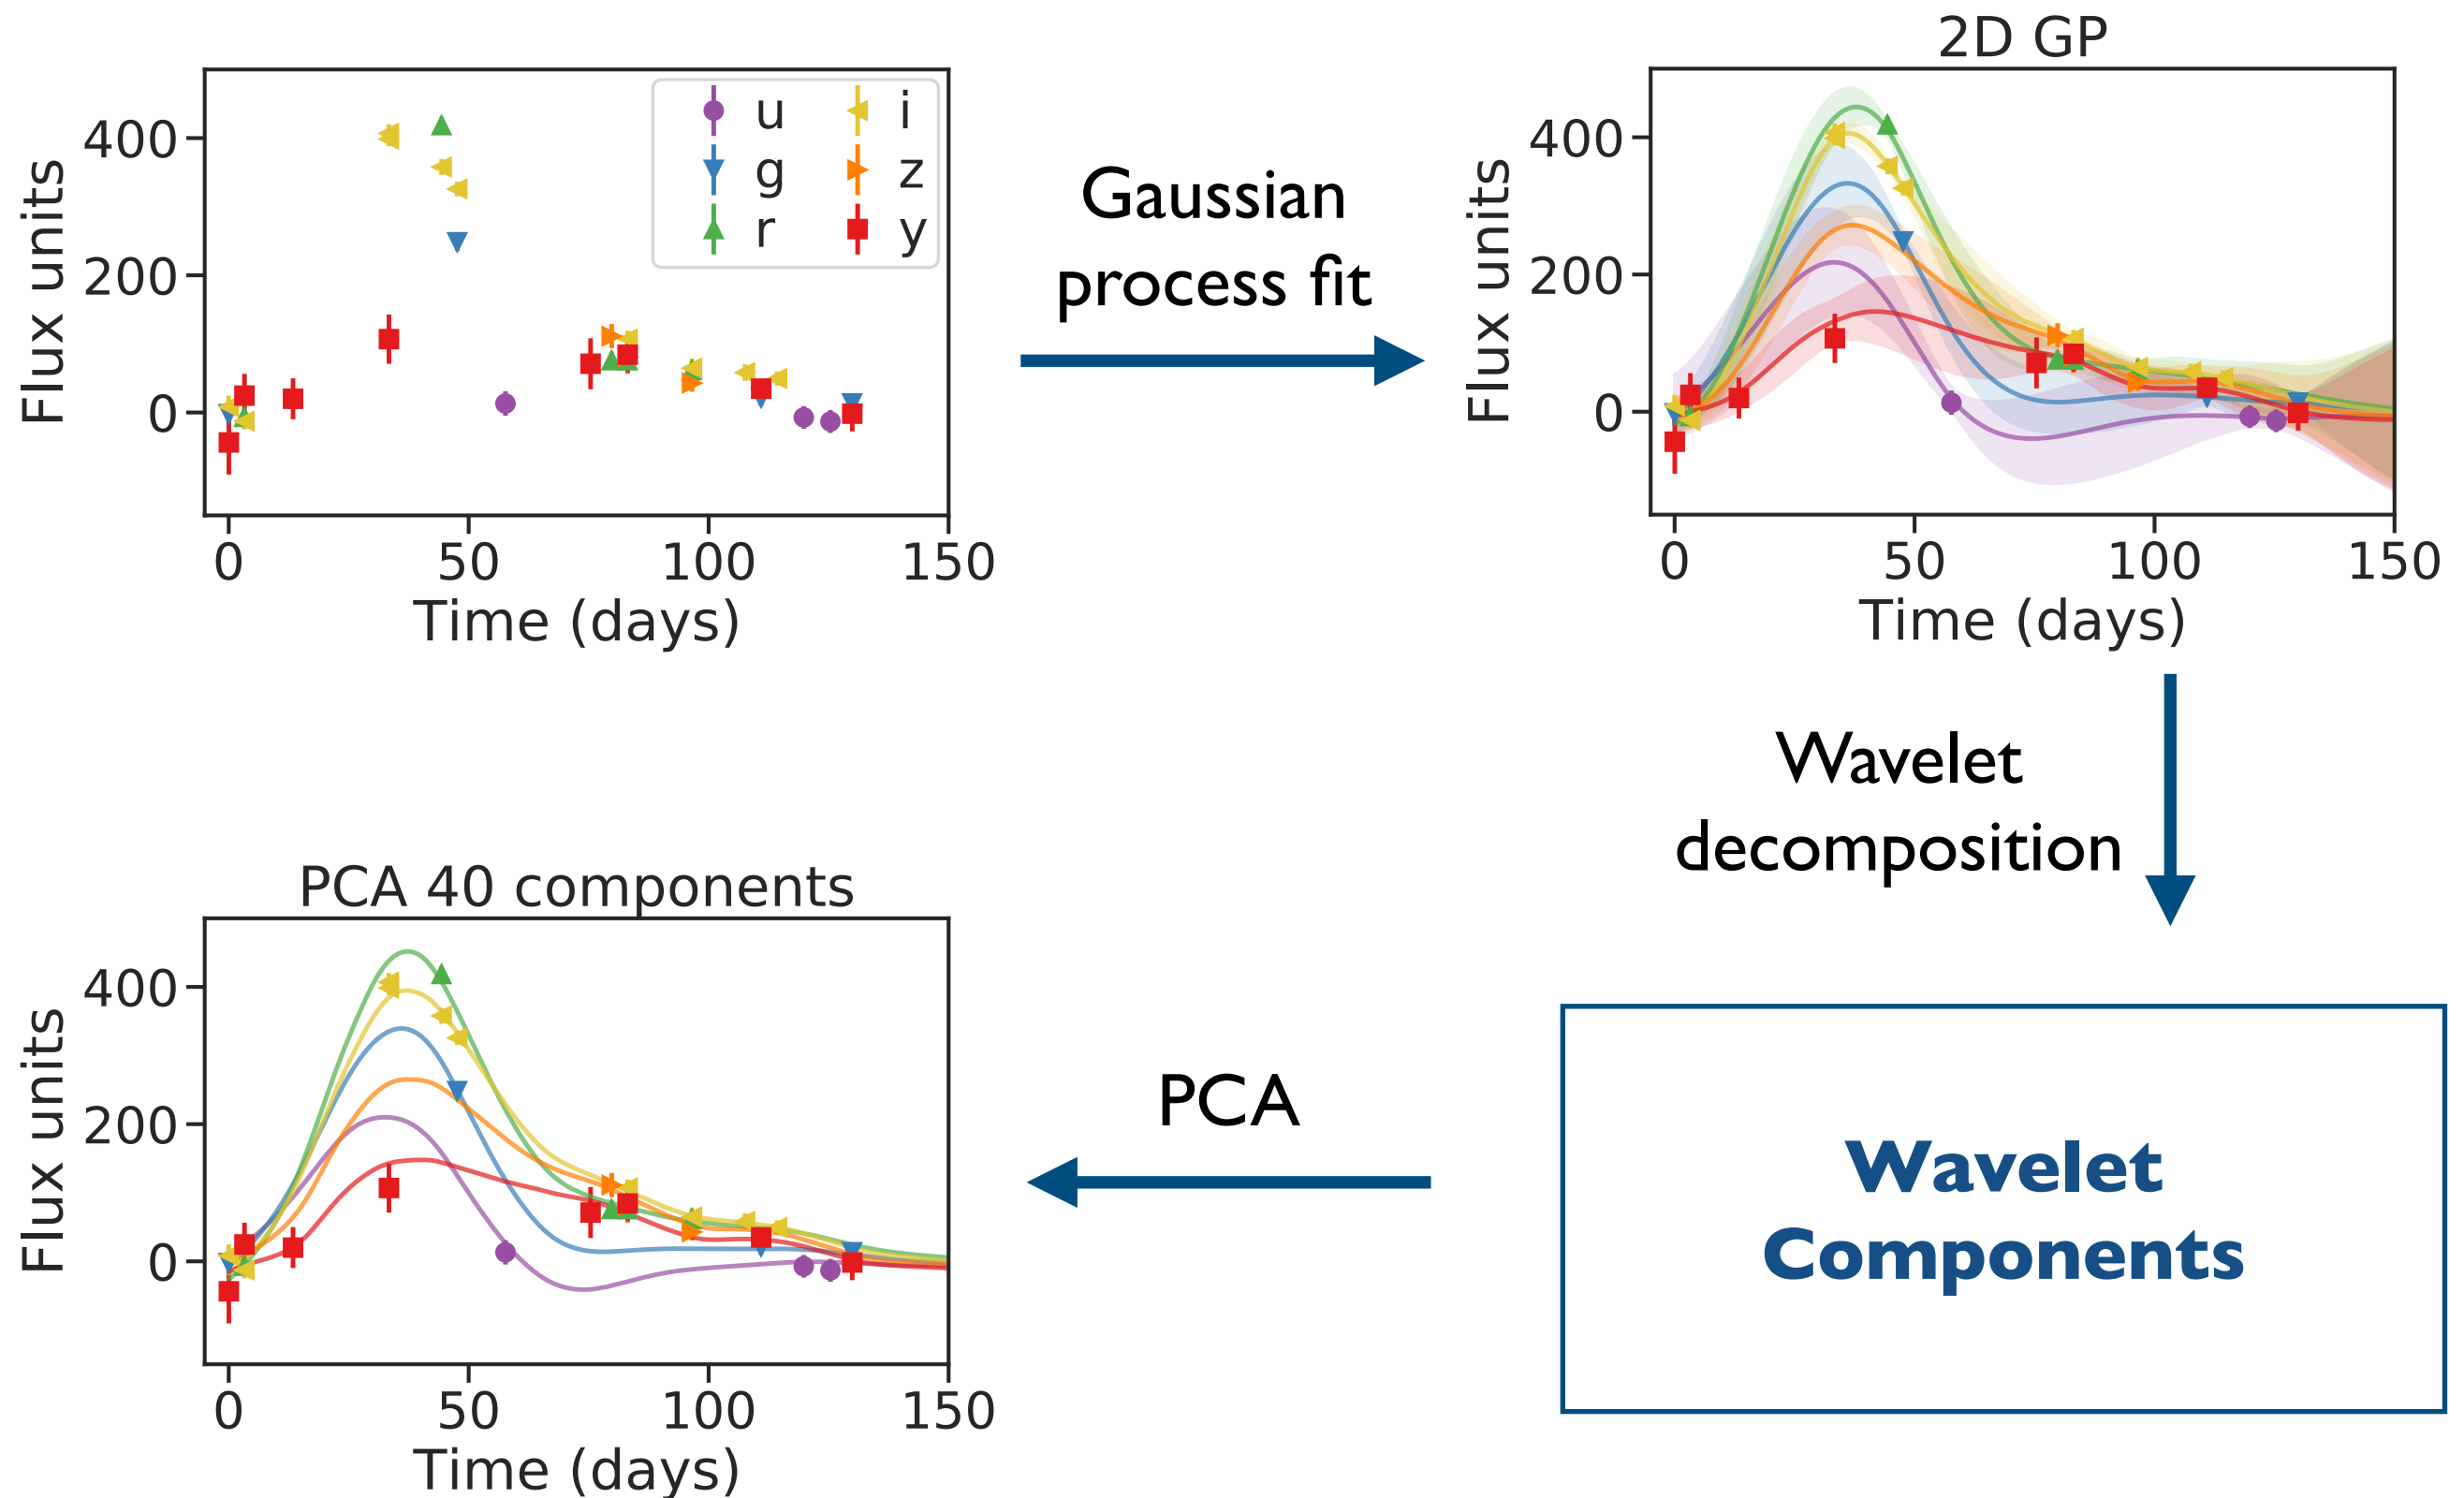 400
200
0
Flux units
0 50 100 150
Time (days)
u i
g z
r y
Gaussian
process fit
2D GP
400
200
0
Flux units
0 50 100 150
Time (days)
Wavelet
decomposition
Wavelet
Components
PCA
PCA 40 components
400
200
0
Flux units
0 50 100 150
Time (days)